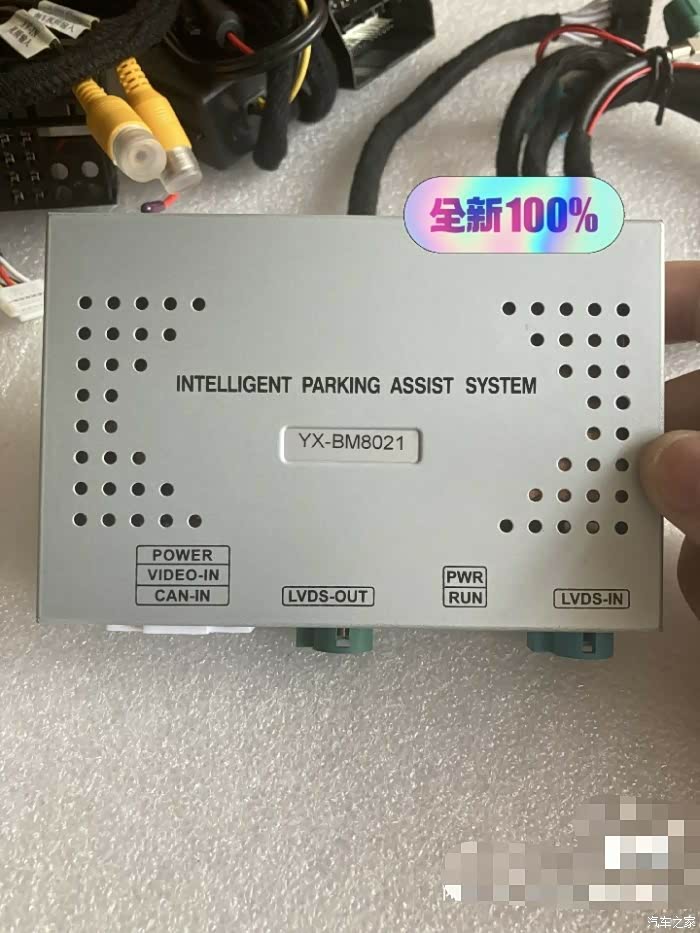 全新100%
INTELLIGENT PARKING ASSIST SYSTEM
YX-BM8021
POWER
VIDEO-IN
CAN-IN
LVDS-OUT
PWR
RUN
LVDS-IN
汽车之家